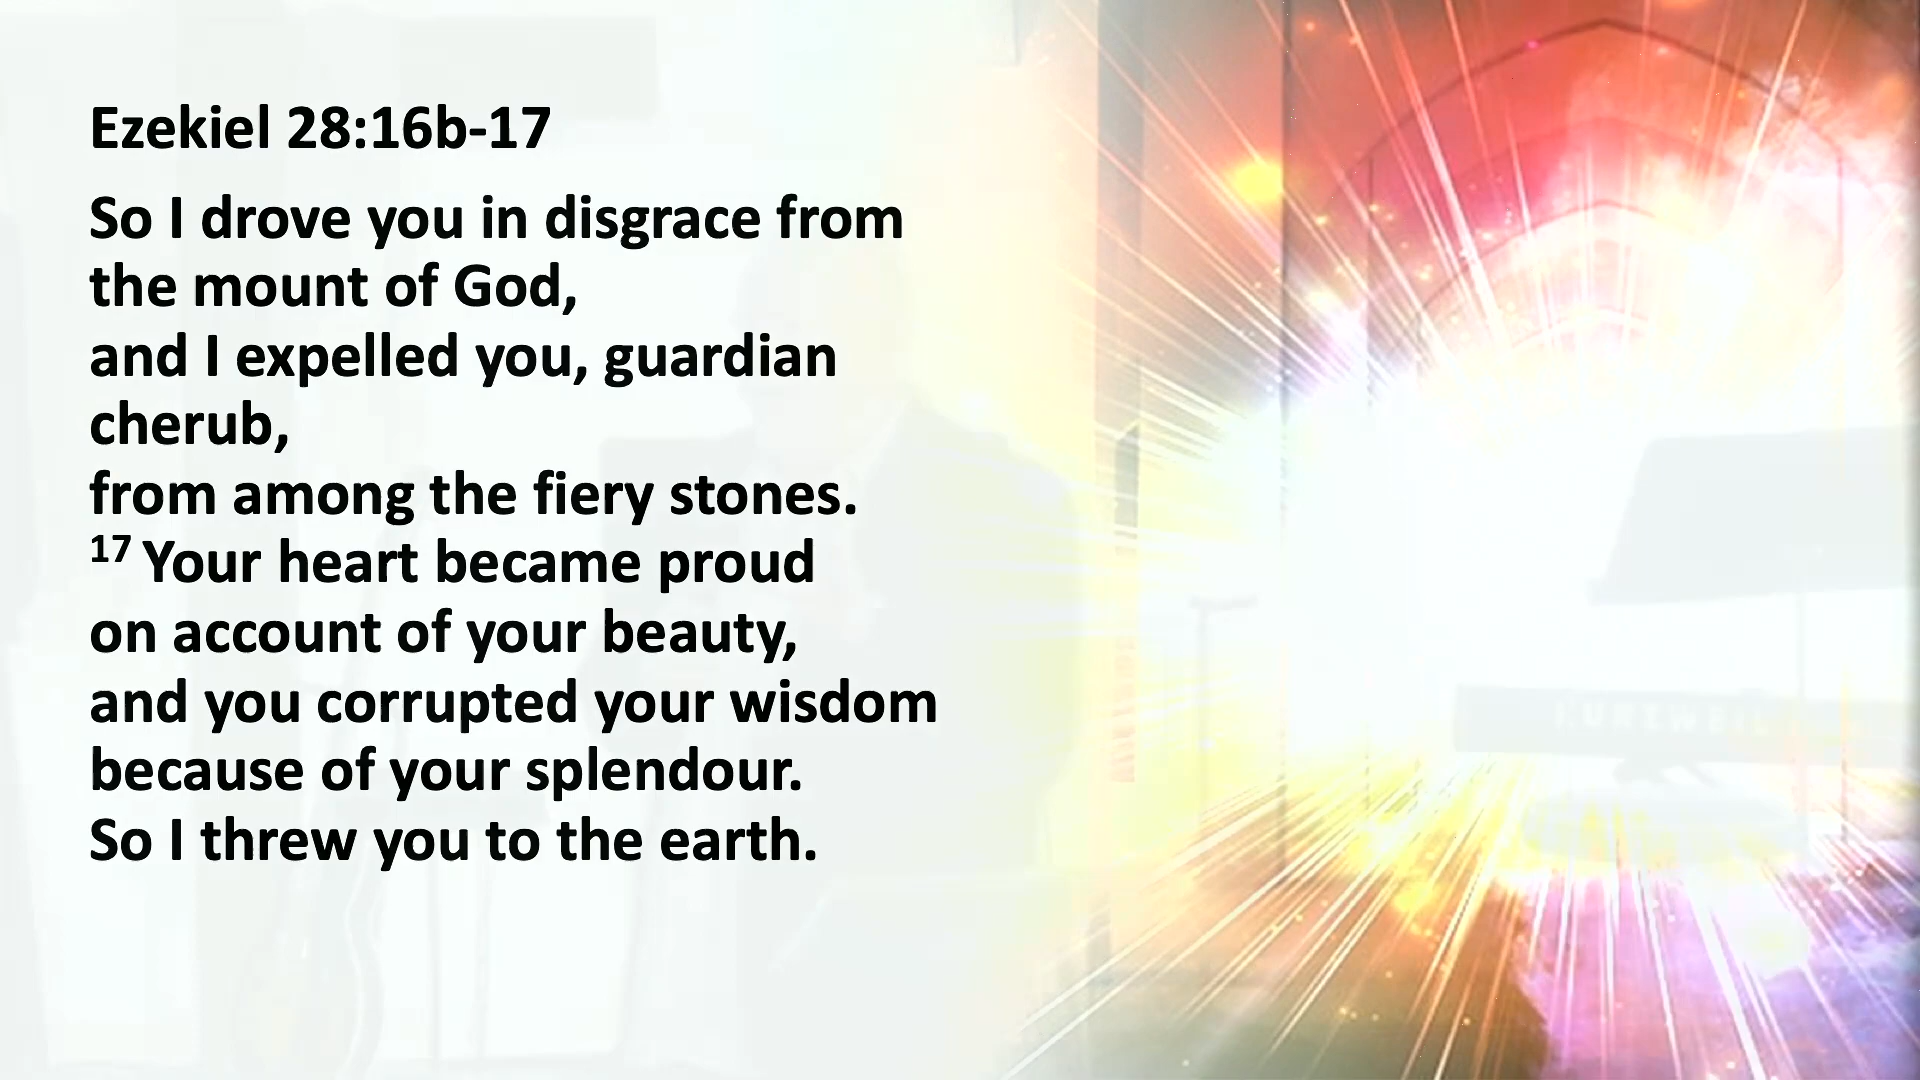 Ezekiel 28:16b-17
So I drove you in disgrace from
the mount of God,
and I expelled you, guardian
cherub,
from among the fiery stones.
17 Your heart became proud
on account of your beauty,
and you corrupted your wisdom
because of your splendour.
So I threw you to the earth.
KURZWEIL